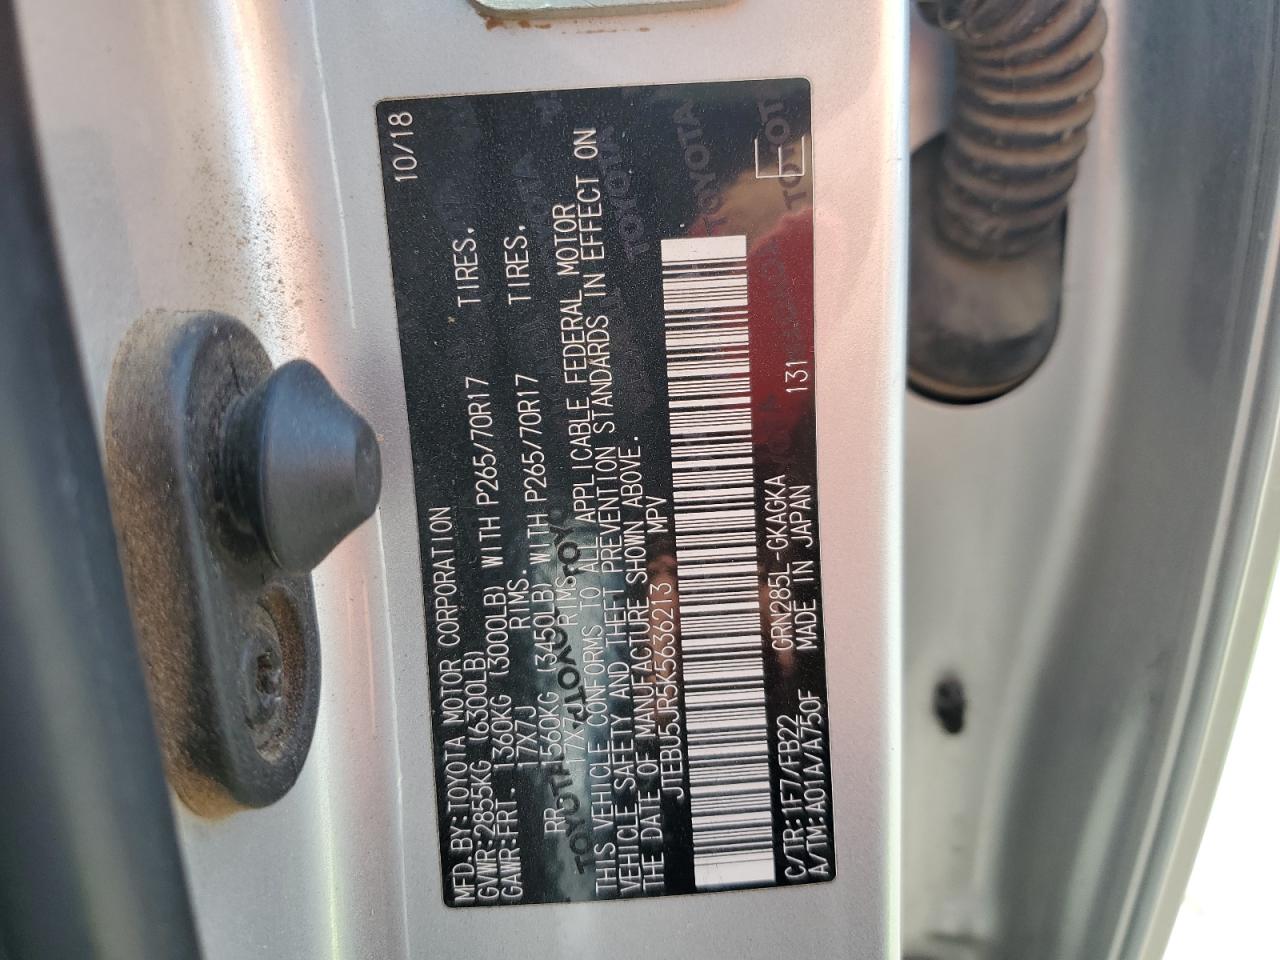 MFD. BY: TOYOTA MOTOR CORPORATION 10/18
GVWR: 2855KG (6300LB)
GAWR: FRT. 1360KG (3000LB) WITH P265/70R17 TIRES.
17X7J RIMS.
RR. 1560KG (3450LB) WITH P265/70R17 TIRES.
17X7J RIMS.
THIS VEHICLE CONFORMS TO ALL APPLICABLE FEDERAL MOTOR
VEHICLE SAFETY AND THEFT PREVENTION STANDARDS IN EFFECT ON
THE DATE OF MANUFACTURE SHOWN ABOVE.
JTEBU5JR5K5636213 MPV
C/TR: 1F7/FB22 GRN285L-GKAGKA 131
A/TM: A01A/A750F MADE IN JAPAN
TOYOTA
TOYOTA
TOYOTA
TOYOTA